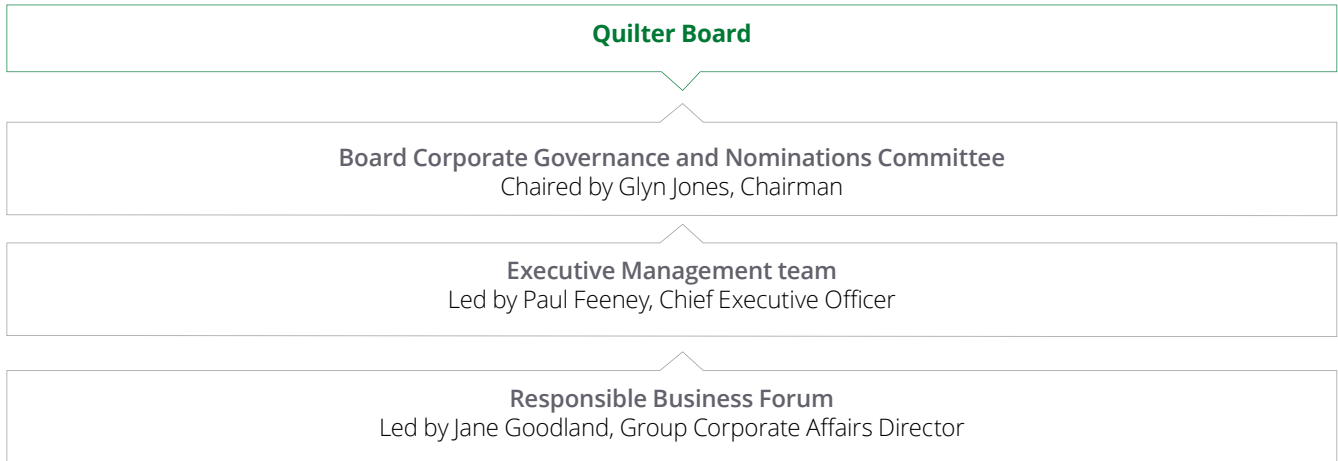 Quilter Board
Board Corporate Governance and Nominations Committee
Chaired by Glyn Jones, Chairman
Executive Management team
Led by Paul Feeney, Chief Executive Officer
Responsible Business Forum
Led by Jane Goodland, Group Corporate Affairs Director